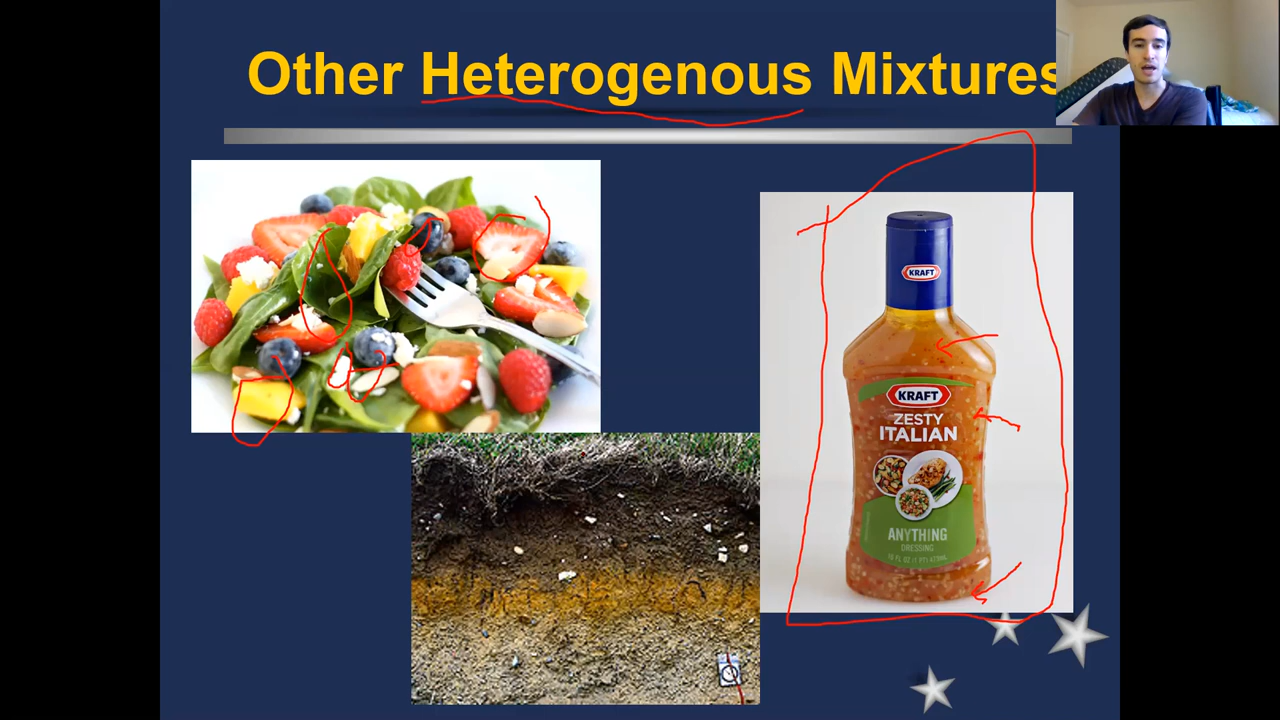 Other Heterogenous Mixtures
KRAFT
KRAFT
ZESTY
ITALIAN
ANYTHING
DRESSING